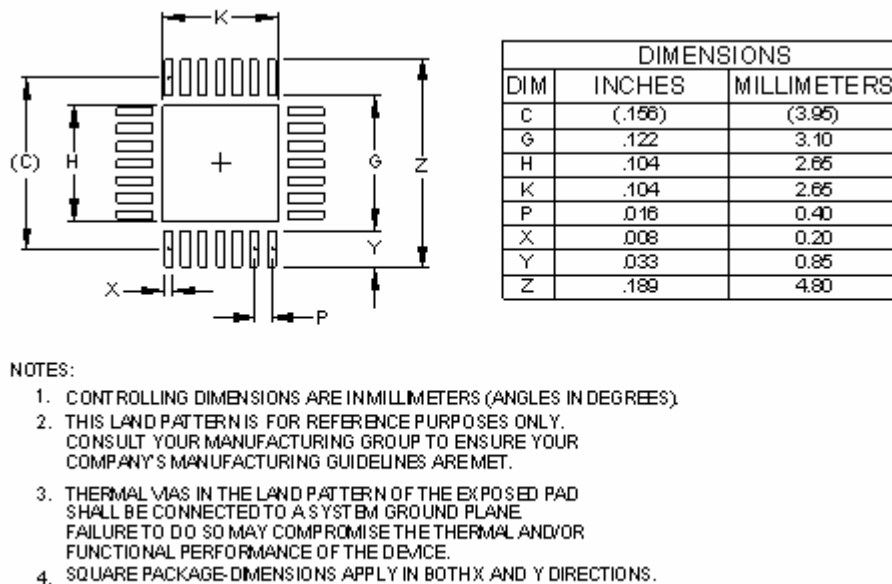 K
(C)
H
G
Z
Y
X
P
DIMENSIONS
DIM INCHES MILLIMETERS
C (.156) (3.95)
G .122 3.10
H .104 2.65
K .104 2.65
P .016 0.40
X .008 0.20
Y .033 0.85
Z .189 4.80
NOTES:
1. CONTROLLING DIMENSIONS ARE IN MILLIMETERS (ANGLES IN DEGREES).
2. THIS LAND PATTERN IS FOR REFERENCE PURPOSES ONLY.
CONSULT YOUR MANUFACTURING GROUP TO ENSURE YOUR
COMPANY'S MANUFACTURING GUIDELINES ARE MET.
3. THERMAL VIAS IN THE LAND PATTERN OF THE EXPOSED PAD
SHALL BE CONNECTED TO A SYSTEM GROUND PLANE.
FAILURE TO DO SO MAY COMPROMISE THE THERMAL AND/OR
FUNCTIONAL PERFORMANCE OF THE DEVICE.
4. SQUARE PACKAGE-DIMENSIONS APPLY IN BOTH X AND Y DIRECTIONS.